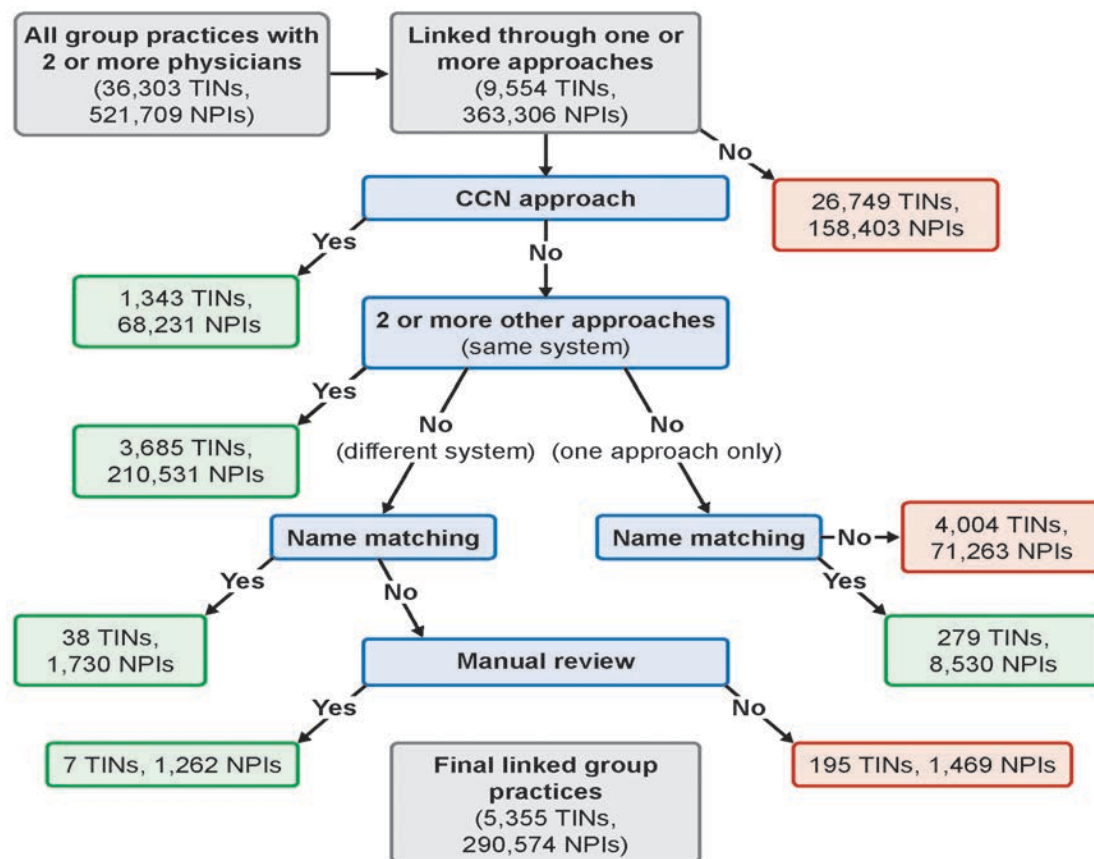 All group practices with
2 or more physicians
(36,303 TINs,
521,709 NPIs)
Linked through one or
more approaches
(9,554 TINs,
363,306 NPIs)
No
26,749 TINs,
158,403 NPIs
CCN approach
Yes
No
1,343 TINs,
68,231 NPIs
2 or more other approaches
(same system)
Yes
3,685 TINs,
210,531 NPIs
No
(different system)
No
(one approach only)
Name matching
Name matching
No
4,004 TINs,
71,263 NPIs
Yes
No
Yes
38 TINs,
1,730 NPIs
279 TINs,
8,530 NPIs
Manual review
Yes
No
7 TINs, 1,262 NPIs
195 TINs, 1,469 NPIs
Final linked group
practices
(5,355 TINs,
290,574 NPIs)